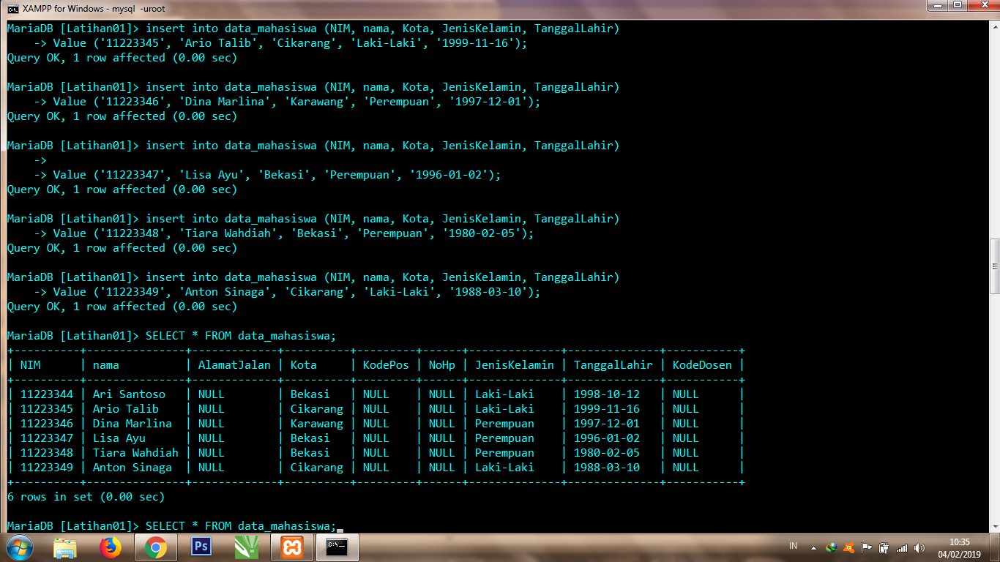 XAMPP for Windows - mysql  -uroot
MariaDB [Latihan01]> insert into data_mahasiswa (NIM, nama, Kota, JenisKelamin, TanggalLahir)
    -> Value ('11223345', 'Ario Talib', 'Cikarang', 'Laki-Laki', '1999-11-16');
Query OK, 1 row affected (0.00 sec)
MariaDB [Latihan01]> insert into data_mahasiswa (NIM, nama, Kota, JenisKelamin, TanggalLahir)
    -> Value ('11223346', 'Dina Marlina', 'Karawang', 'Perempuan', '1997-12-01');
Query OK, 1 row affected (0.00 sec)
MariaDB [Latihan01]> insert into data_mahasiswa (NIM, nama, Kota, JenisKelamin, TanggalLahir)
    ->
    -> Value ('11223347', 'Lisa Ayu', 'Bekasi', 'Perempuan', '1996-01-02');
Query OK, 1 row affected (0.00 sec)
MariaDB [Latihan01]> insert into data_mahasiswa (NIM, nama, Kota, JenisKelamin, TanggalLahir)
    -> Value ('11223348', 'Tiara Wahdiah', 'Bekasi', 'Perempuan', '1980-02-05');
Query OK, 1 row affected (0.00 sec)
MariaDB [Latihan01]> insert into data_mahasiswa (NIM, nama, Kota, JenisKelamin, TanggalLahir)
    -> Value ('11223349', 'Anton Sinaga', 'Cikarang', 'Laki-Laki', '1988-03-10');
Query OK, 1 row affected (0.00 sec)
MariaDB [Latihan01]> SELECT * FROM data_mahasiswa;
+----------+---------------+-------------+----------+---------+------+--------------+--------------+-----------+
| NIM      | nama          | AlamatJalan | Kota     | KodePos | NoHp | JenisKelamin | TanggalLahir | KodeDosen |
+----------+---------------+-------------+----------+---------+------+--------------+--------------+-----------+
| 11223344 | Ari Santoso   | NULL        | Bekasi   | NULL    | NULL | Laki-Laki    | 1998-10-12   | NULL      |
| 11223345 | Ario Talib    | NULL        | Cikarang | NULL    | NULL | Laki-Laki    | 1999-11-16   | NULL      |
| 11223346 | Dina Marlina  | NULL        | Karawang | NULL    | NULL | Perempuan    | 1997-12-01   | NULL      |
| 11223347 | Lisa Ayu      | NULL        | Bekasi   | NULL    | NULL | Perempuan    | 1996-01-02   | NULL      |
| 11223348 | Tiara Wahdiah | NULL        | Bekasi   | NULL    | NULL | Perempuan    | 1980-02-05   | NULL      |
| 11223349 | Anton Sinaga  | NULL        | Cikarang | NULL    | NULL | Laki-Laki    | 1988-03-10   | NULL      |
+----------+---------------+-------------+----------+---------+------+--------------+--------------+-----------+
6 rows in set (0.00 sec)
MariaDB [Latihan01]> SELECT * FROM data_mahasiswa;_
Ps
C:\_
IN
10:35
04/02/2019